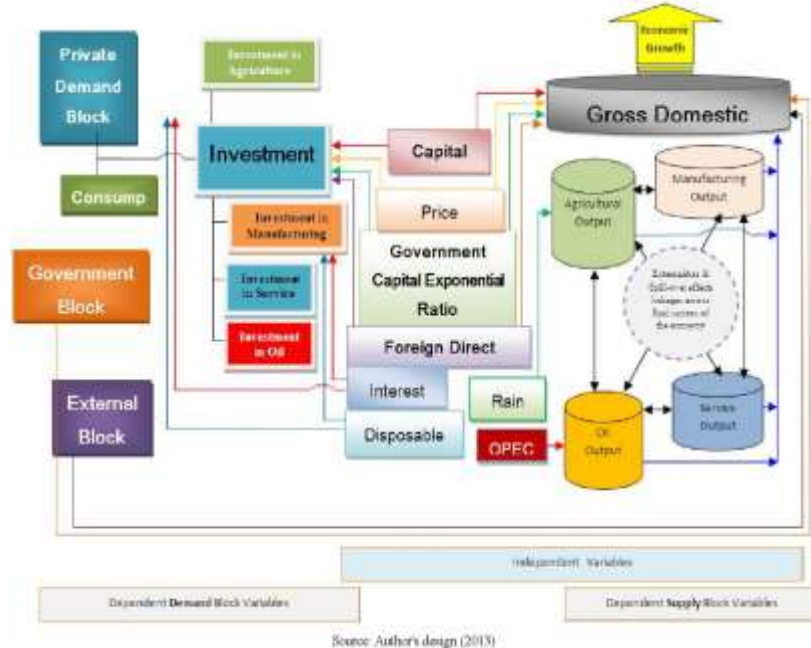 Economic
Growth
Private
Demand
Block
Investment in
Agriculture
Gross Domestic
Investment
Capital
Consump
Manufacturing
Output
Agricultural
Output
Price
Investment in
Manufacturing
Government
Capital Exponential
Ratio
Government
Block
Externalities &
Spill-over effects
linkages across
Real sectors of
the economy
Investment
in Service
Investment
in Oil
Foreign Direct
Interest
External
Block
Rain
Service
Output
Disposable
OPEC
Oil
Output
Independent Variables
Dependent Demand Block Variables
Dependent Supply Block Variables
Source: Author's design (2013)